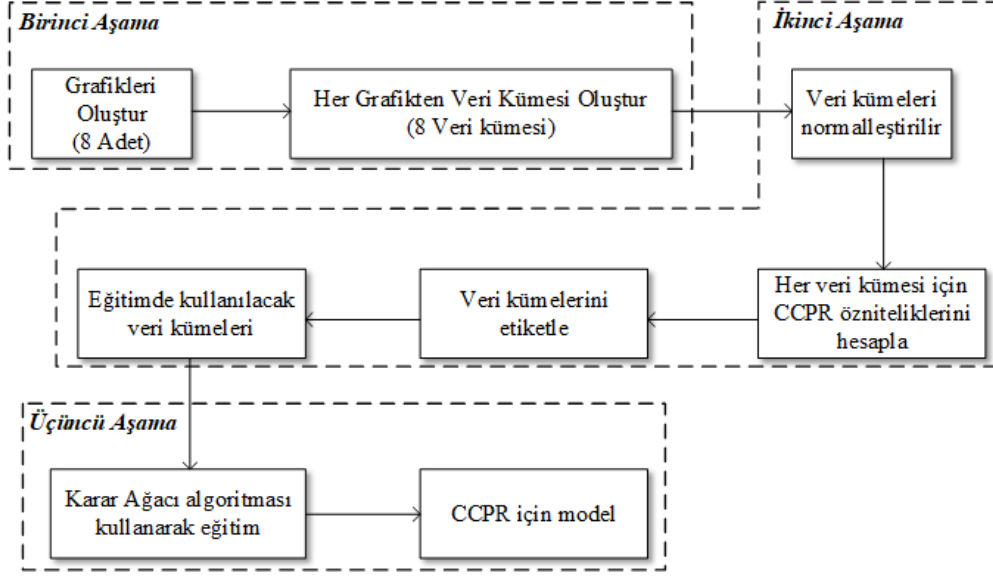 Birinci Aşama
Grafikleri
Oluştur
(8 Adet)
Her Grafikten Veri Kümesi Oluştur
(8 Veri kümesi)
İkinci Aşama
Veri kümeleri
normalleştirilir
Her veri kümesi için
CCPR özniteliklerini
hesapla
Veri kümelerini
etiketle
Eğitimde kullanılacak
veri kümeleri
Üçüncü Aşama
Karar Ağacı algoritması
kullanarak eğitim
CCPR için model